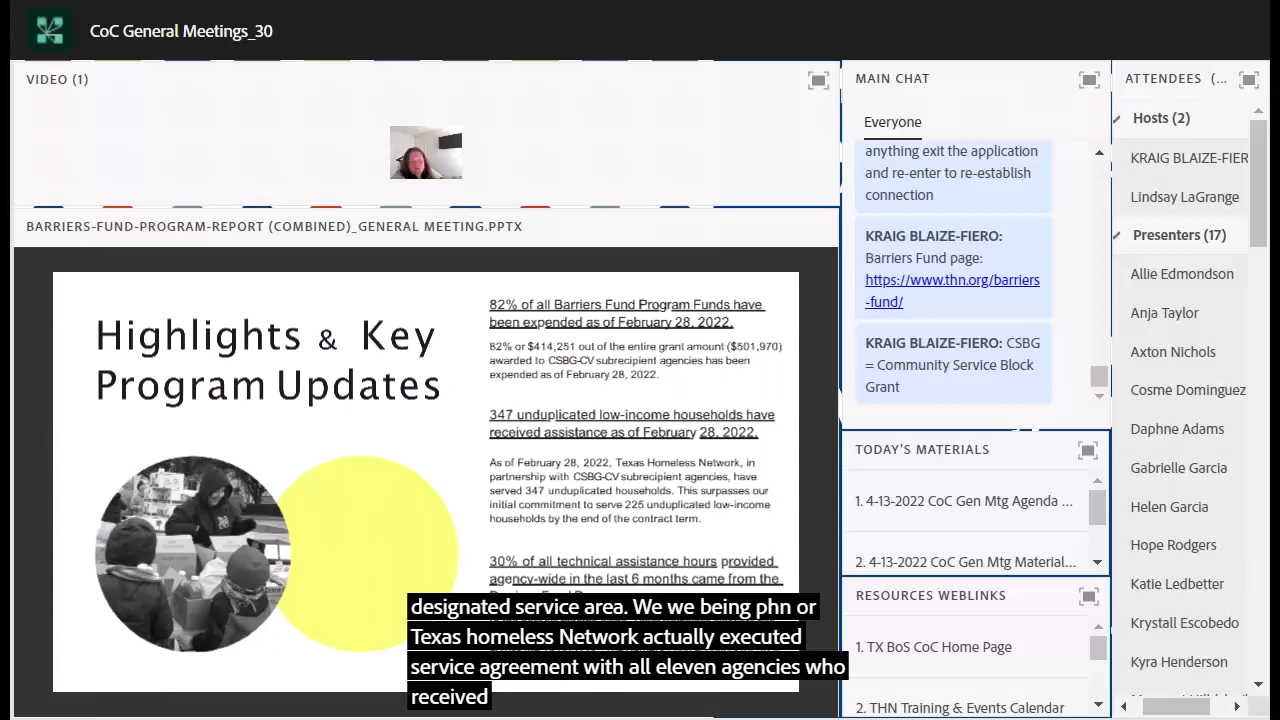 CoC General Meetings_30
VIDEO (1)
BARRIERS-FUND-PROGRAM-REPORT (COMBINED)_GENERAL MEETING.PPTX
Highlights & Key
Program Updates
82% of all Barriers Fund Program Funds have
been expended as of February 28, 2022.
82% or $414,251 out of the entire grant amount ($501,970)
awarded to CSBG-CV subrecipient agencies has been
expended as of February 28, 2022.
347 unduplicated low-income households have
received assistance as of February 28, 2022.
As of February 28, 2022, Texas Homeless Network, in
partnership with CSBG-CV subrecipient agencies, have
served 347 unduplicated households. This surpasses our
initial commitment to serve 225 unduplicated low-income
households by the end of the contract term.
30% of all technical assistance hours provided
agency-wide in the last 6 months came from the
designated service area. We we being phn or
Texas homeless Network actually executed
service agreement with all eleven agencies who
received
MAIN CHAT
Everyone
anything exit the application
and re-enter to re-establish
connection
KRAIG BLAIZE-FIERO:
Barriers Fund page:
https://www.thn.org/barriers
-fund/
KRAIG BLAIZE-FIERO: CSBG
= Community Service Block
Grant
TODAY'S MATERIALS
1. 4-13-2022 CoC Gen Mtg Agenda ...
2. 4-13-2022 CoC Gen Mtg Material...
RESOURCES WEBLINKS
1. TX BoS CoC Home Page
2. THN Training & Events Calendar
ATTENDEES (...
Hosts (2)
KRAIG BLAIZE-FIER
Lindsay LaGrange
Presenters (17)
Allie Edmondson
Anja Taylor
Axton Nichols
Cosme Dominguez
Daphne Adams
Gabrielle Garcia
Helen Garcia
Hope Rodgers
Katie Ledbetter
Krystall Escobedo
Kyra Henderson